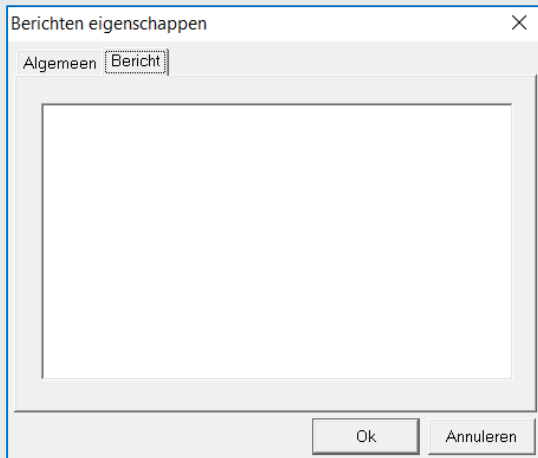 Berichten eigenschappen
Algemeen Bericht
Ok Annuleren